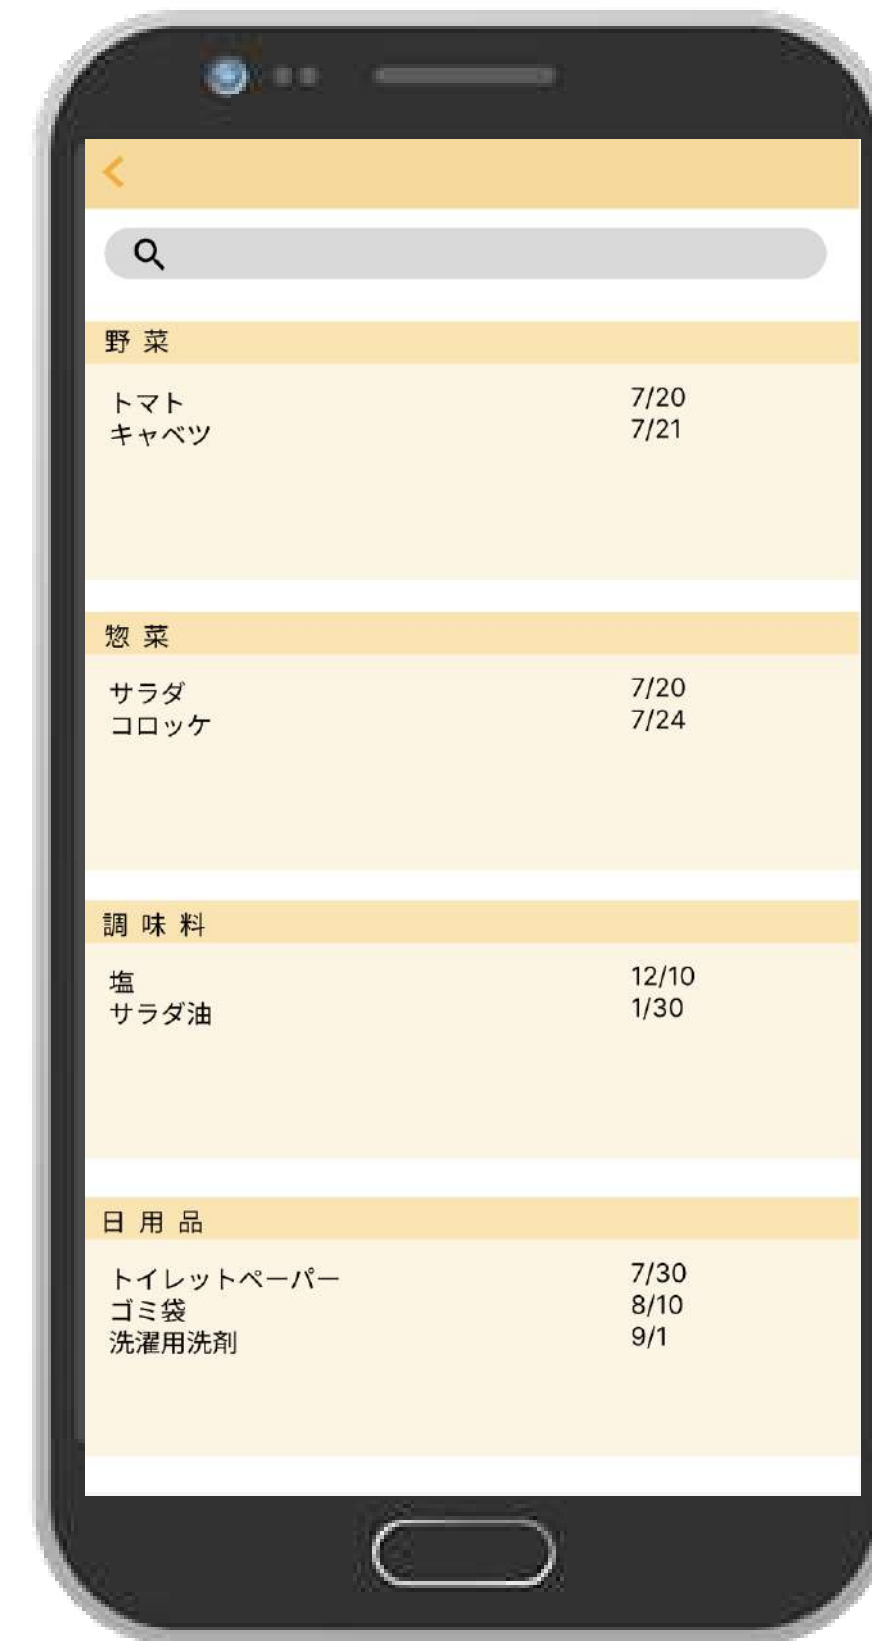 野菜
トマト 7/20
キャベツ 7/21
惣菜
サラダ 7/20
コロッケ 7/24
調味料
塩 12/10
サラダ油 1/30
日用品
トイレットペーパー 7/30
ゴミ袋 8/10
洗濯用洗剤 9/1